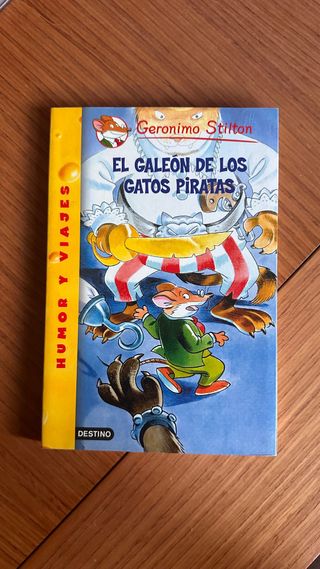 Geronimo Stilton
EL GALEÓN DE LOS
GATOS PiRATAS
HUMOR Y VIAJES
DESTINO